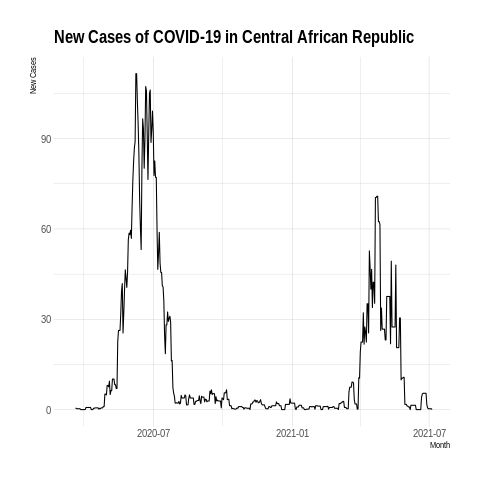 New Cases of COVID-19 in Central African Republic
New Cases
90
60
30
0
2020-07
2021-01
2021-07
Month